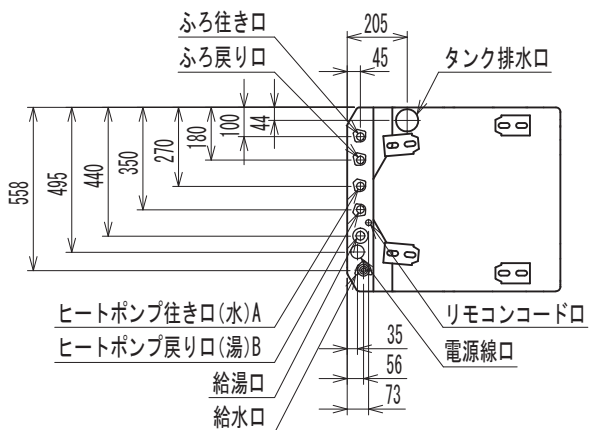 ふろ往き口
ふろ戻り口
205
45
タンク排水口
44
100
180
270
350
440
495
558
ヒートポンプ往き口(水)A
ヒートポンプ戻り口(湯)B
給湯口
給水口
35
56
73
リモコンコード口
電源線口